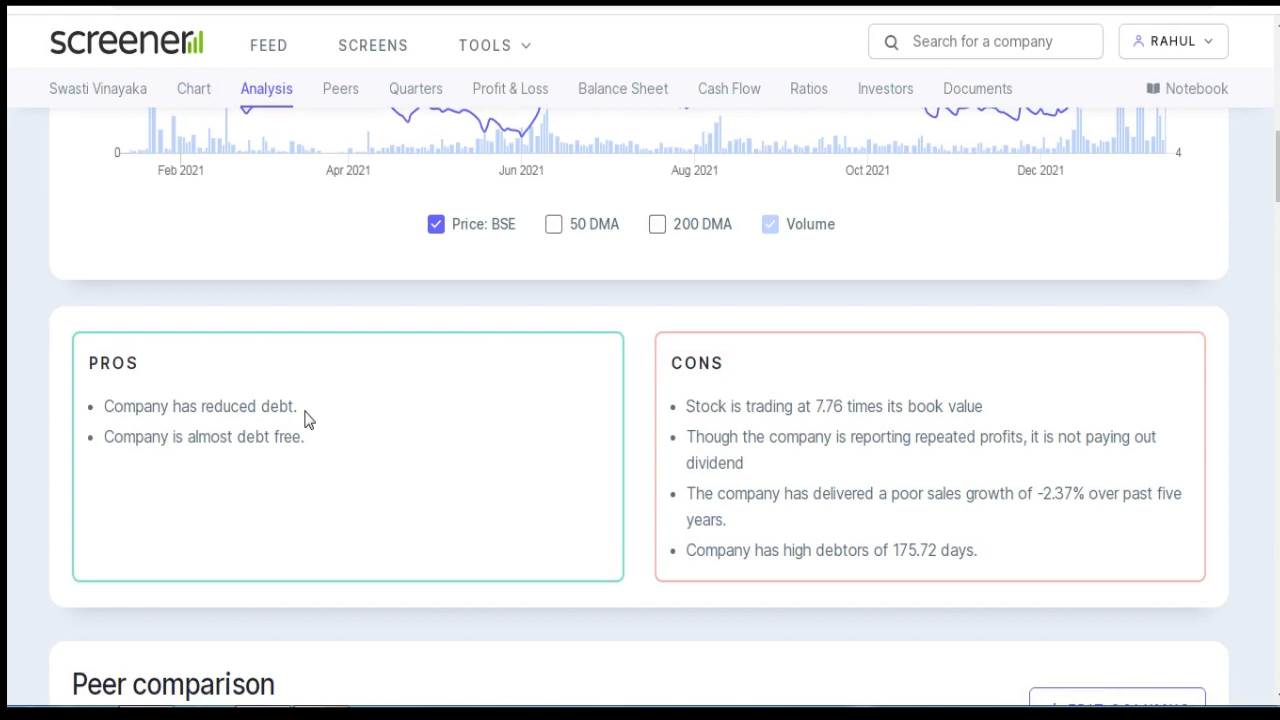 screener
FEED SCREENS TOOLS
Search for a company
RAHUL
Swasti Vinayaka Chart Analysis Peers Quarters Profit & Loss Balance Sheet Cash Flow Ratios Investors Documents Notebook
0 4
Feb 2021 Apr 2021 Jun 2021 Aug 2021 Oct 2021 Dec 2021
Price: BSE 50 DMA 200 DMA Volume
PROS
Company has reduced debt.
Company is almost debt free.
CONS
Stock is trading at 7.76 times its book value
Though the company is reporting repeated profits, it is not paying out
dividend
The company has delivered a poor sales growth of -2.37% over past five
years.
Company has high debtors of 175.72 days.
Peer comparison